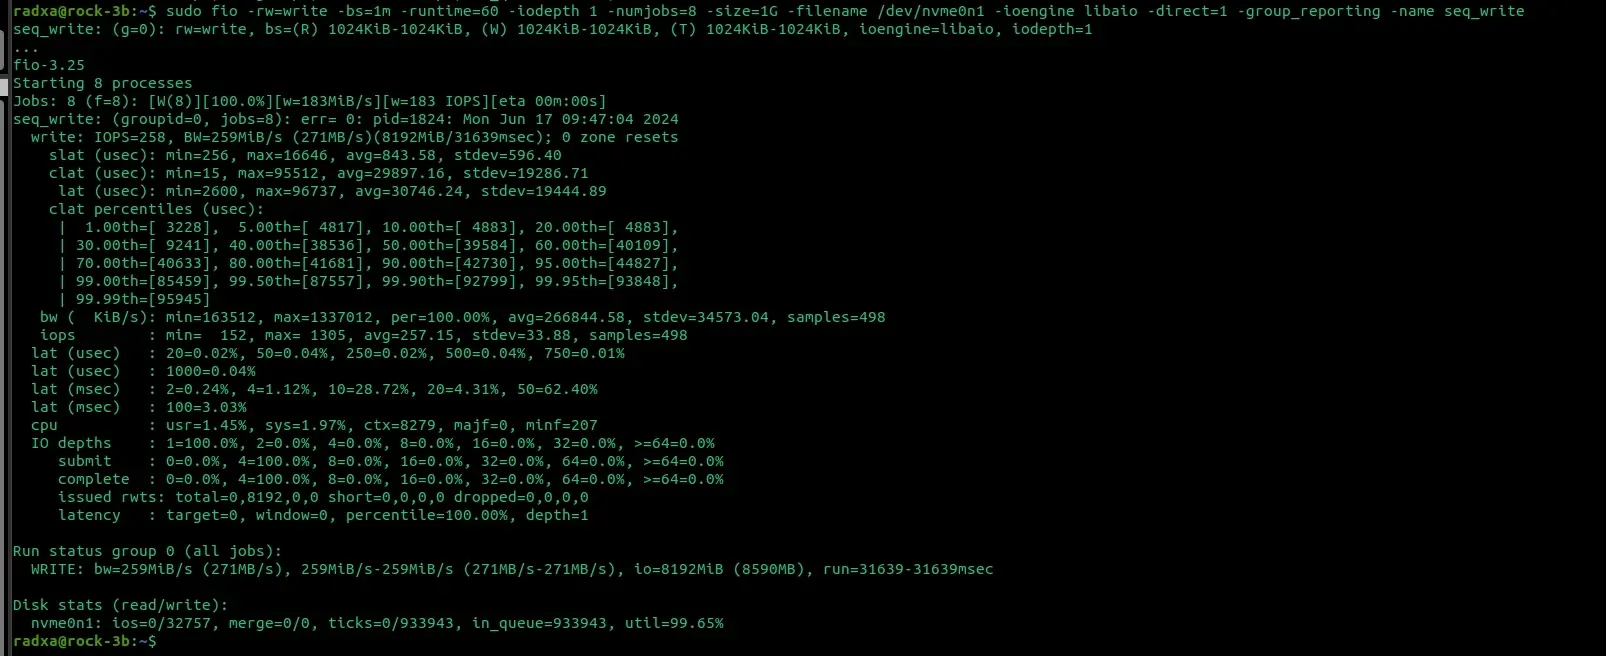 radxa@rock-3b:~$ sudo fio -rw=write -bs=1m -runtime=60 -iodepth 1 -numjobs=8 -size=1G -filename /dev/nvme0n1 -ioengine libaio -direct=1 -group_reporting -name seq_write
seq_write: (g=0): rw=write, bs=(R) 1024KiB-1024KiB, (W) 1024KiB-1024KiB, (T) 1024KiB-1024KiB, ioengine=libaio, iodepth=1
...
fio-3.25
Starting 8 processes
Jobs: 8 (f=8): [W(8)][100.0%][w=183MiB/s][w=183 IOPS][eta 00m:00s]
seq_write: (groupid=0, jobs=8): err= 0: pid=1824: Mon Jun 17 09:47:04 2024
  write: IOPS=258, BW=259MiB/s (271MB/s)(8192MiB/31639msec); 0 zone resets
    slat (usec): min=256, max=16646, avg=843.58, stdev=596.40
    clat (usec): min=15, max=95512, avg=29897.16, stdev=19286.71
     lat (usec): min=2600, max=96737, avg=30746.24, stdev=19444.89
    clat percentiles (usec):
     |  1.00th=[ 3228],  5.00th=[ 4817], 10.00th=[ 4883], 20.00th=[ 4883],
     | 30.00th=[ 9241], 40.00th=[38536], 50.00th=[39584], 60.00th=[40109],
     | 70.00th=[40633], 80.00th=[41681], 90.00th=[42730], 95.00th=[44827],
     | 99.00th=[85459], 99.50th=[87557], 99.90th=[92799], 99.95th=[93848],
     | 99.99th=[95945]
   bw (  KiB/s): min=163512, max=1337012, per=100.00%, avg=266844.58, stdev=34573.04, samples=498
   iops        : min=  152, max= 1305, avg=257.15, stdev=33.88, samples=498
  lat (usec)   : 20=0.02%, 50=0.04%, 250=0.02%, 500=0.04%, 750=0.01%
  lat (usec)   : 1000=0.04%
  lat (msec)   : 2=0.24%, 4=1.12%, 10=28.72%, 20=4.31%, 50=62.40%
  lat (msec)   : 100=3.03%
  cpu          : usr=1.45%, sys=1.97%, ctx=8279, majf=0, minf=207
  IO depths    : 1=100.0%, 2=0.0%, 4=0.0%, 8=0.0%, 16=0.0%, 32=0.0%, >=64=0.0%
     submit    : 0=0.0%, 4=100.0%, 8=0.0%, 16=0.0%, 32=0.0%, 64=0.0%, >=64=0.0%
     complete  : 0=0.0%, 4=100.0%, 8=0.0%, 16=0.0%, 32=0.0%, 64=0.0%, >=64=0.0%
     issued rwts: total=0,8192,0,0 short=0,0,0,0 dropped=0,0,0,0
     latency   : target=0, window=0, percentile=100.00%, depth=1

Run status group 0 (all jobs):
  WRITE: bw=259MiB/s (271MB/s), 259MiB/s-259MiB/s (271MB/s-271MB/s), io=8192MiB (8590MB), run=31639-31639msec

Disk stats (read/write):
  nvme0n1: ios=0/32757, merge=0/0, ticks=0/933943, in_queue=933943, util=99.65%
radxa@rock-3b:~$